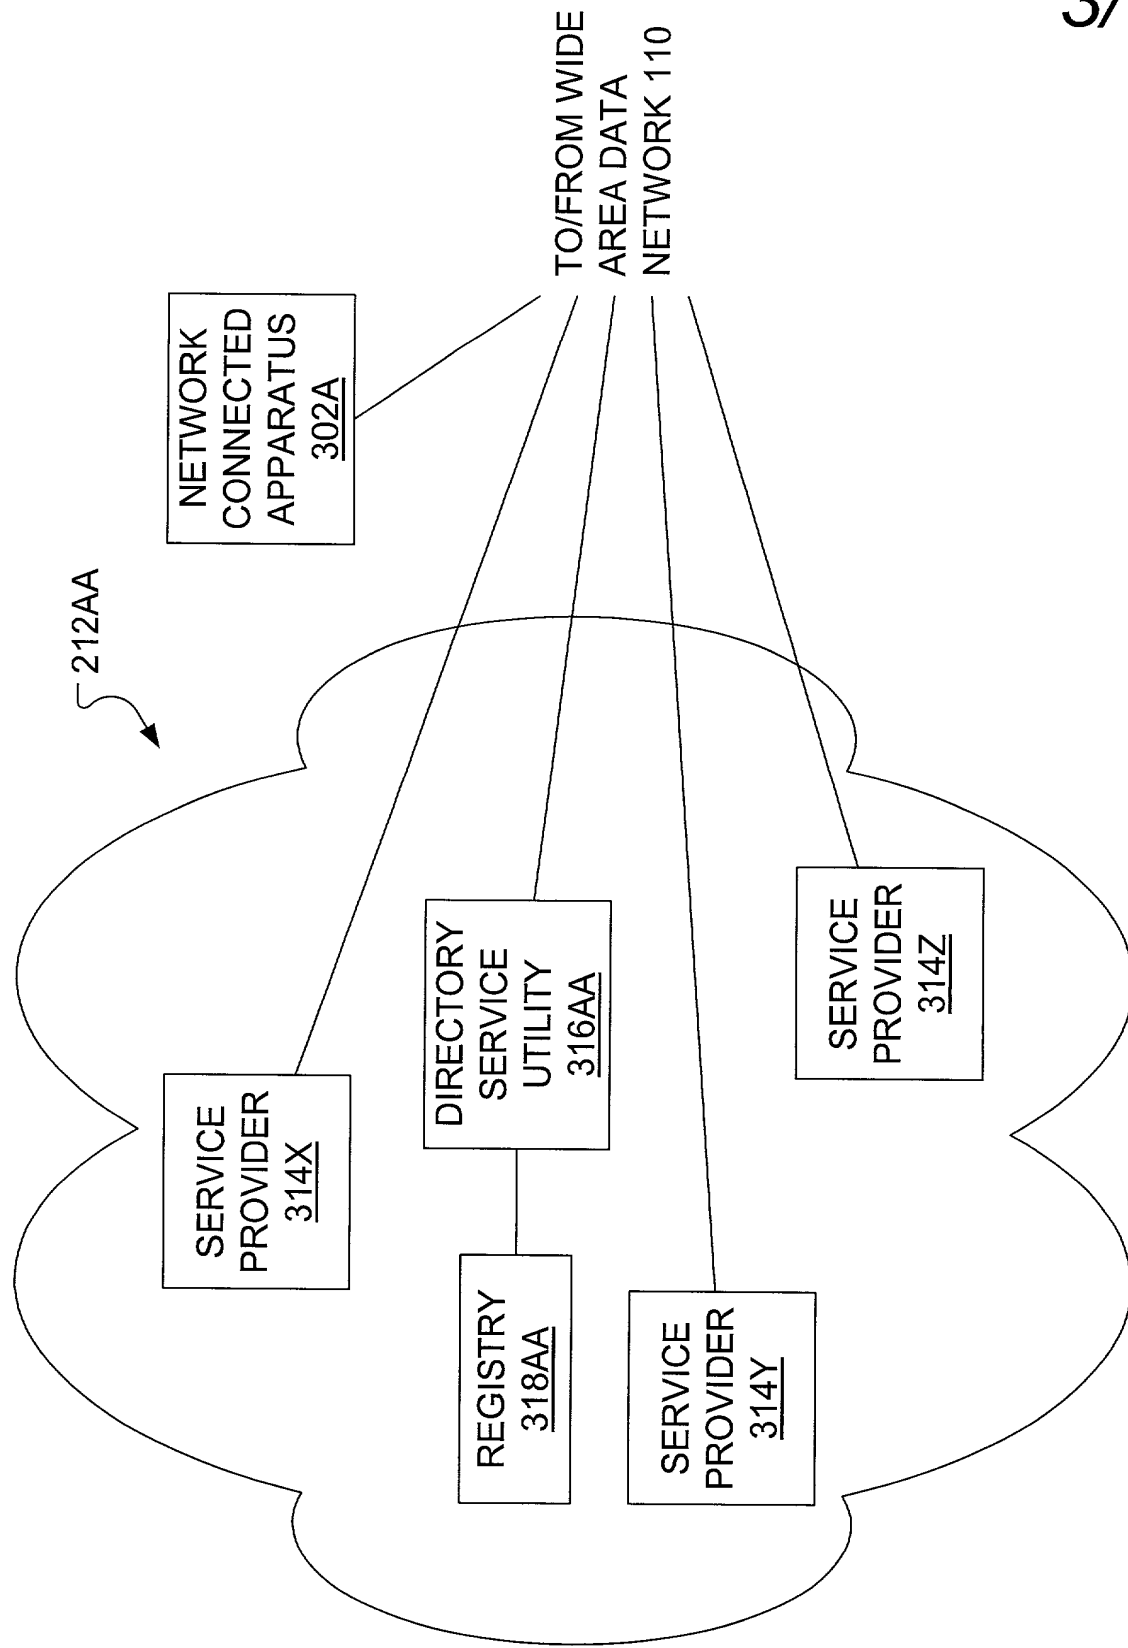 3/
212AA
NETWORK
CONNECTED
APPARATUS
302A
TO/FROM WIDE
AREA DATA
NETWORK 110
SERVICE
PROVIDER
314X
REGISTRY
318AA
DIRECTORY
SERVICE
UTILITY
316AA
SERVICE
PROVIDER
314Y
SERVICE
PROVIDER
314Z